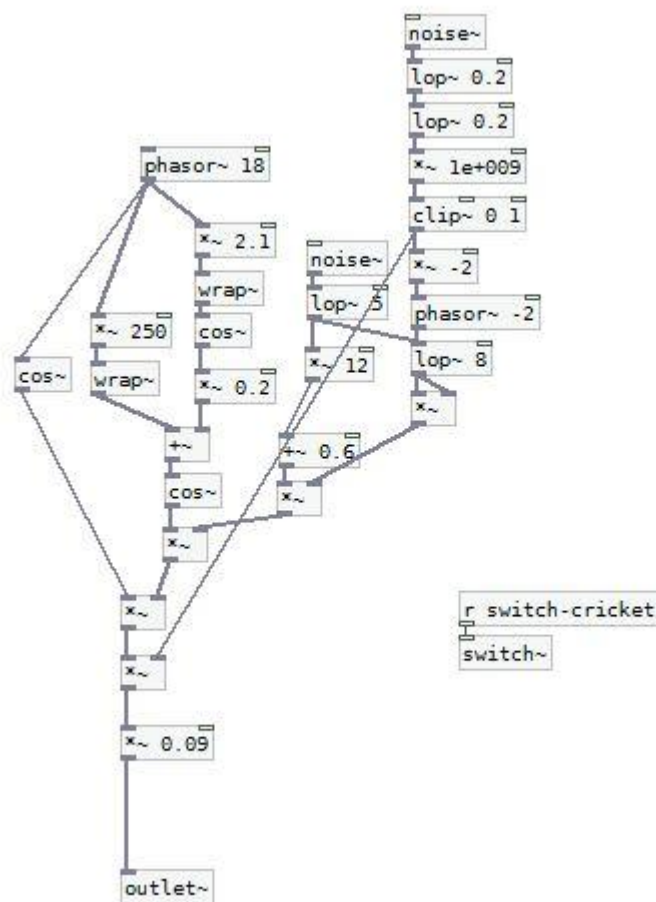 noise~
lop~ 0.2
lop~ 0.2
phasor~ 18
*~ 1e+009
clip~ 0 1
*~ 2.1
noise~
*~ -2
wrap~
lop~ 5
phasor~ -2
*~ 250
cos~
lop~ 8
cos~
wrap~
*~ 0.2
*~ 12
*~
+~
+~ 0.6
cos~
*~
*~
*~
r switch-cricket
*~
switch~
*~ 0.09
outlet~